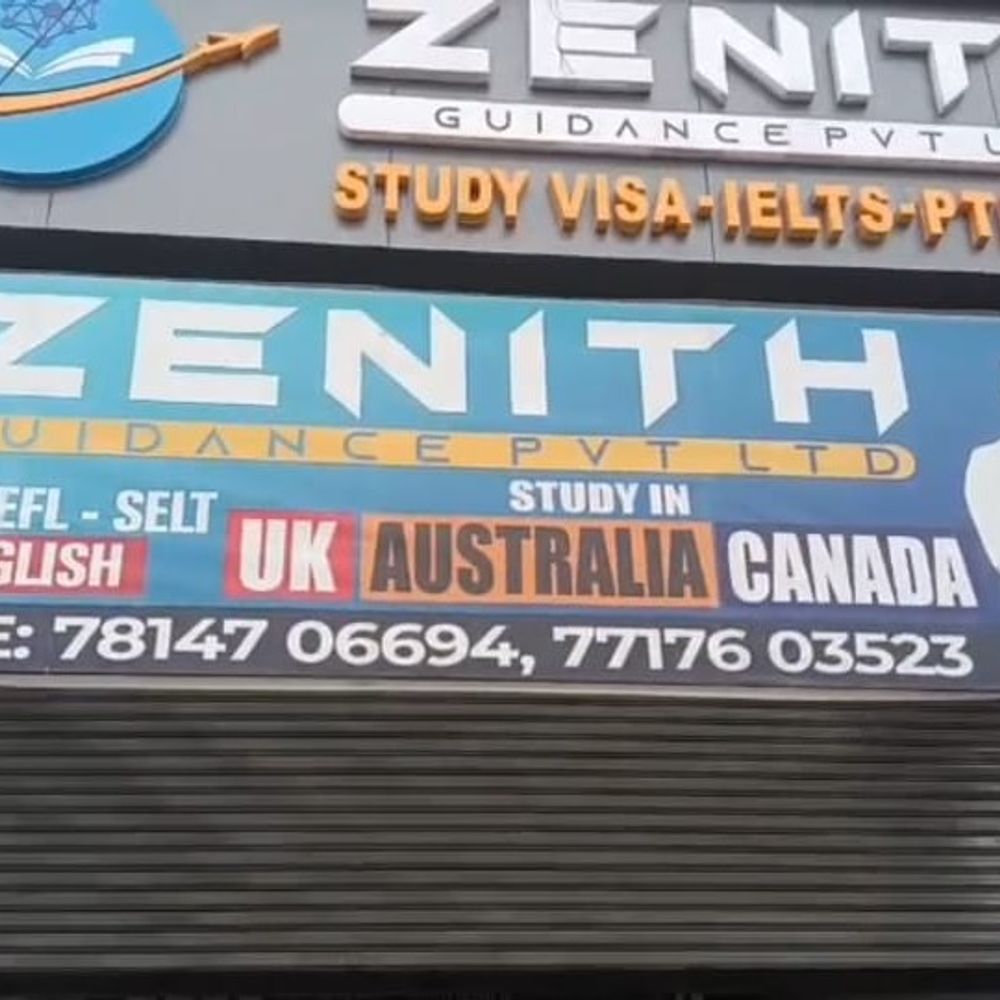 ZENIT
GUIDANCE PVT
STUDY VISA-IELTS-PT
ZENITH
UIDANCE PVT LTD
EFL - SELT
GLISH
STUDY IN
UK AUSTRALIA CANADA
E: 78147 06694, 77176 03523